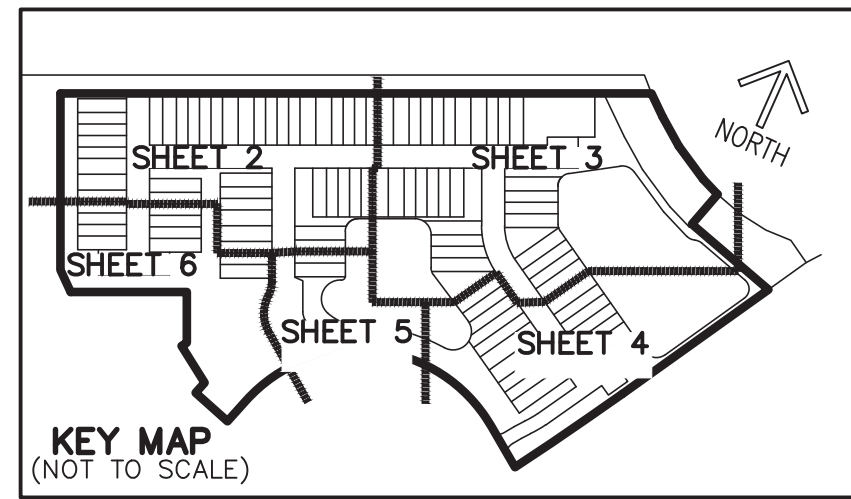 SHEET 2
SHEET 3
NORTH
SHEET 6
SHEET 5
SHEET 4
KEY MAP
(NOT TO SCALE)